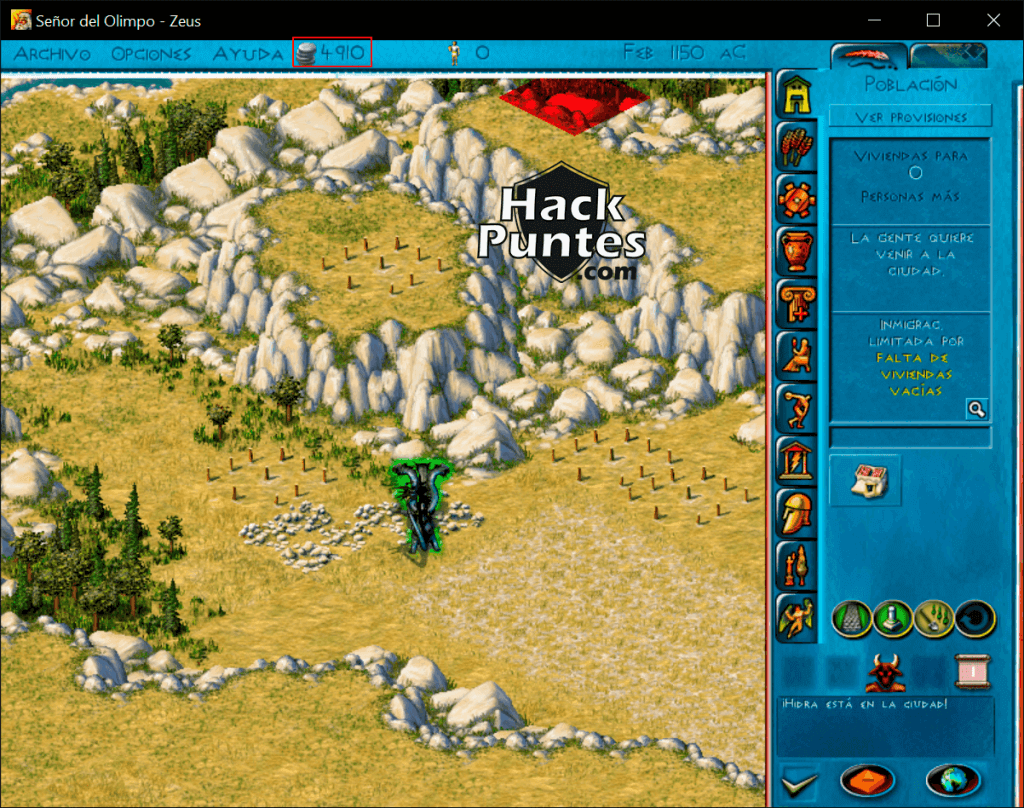 Señor del Olimpo - Zeus
Archivo Opciones Ayuda 4910 0 Feb 1150 aC
Población
Ver provisiones
Viviendas para
0
Personas más
La gente quiere
venir a la
ciudad.
Inmigrac.
limitada por
falta de
viviendas
vacías
Hack
Puntes
.com
1
¡Hidra está en la ciudad!